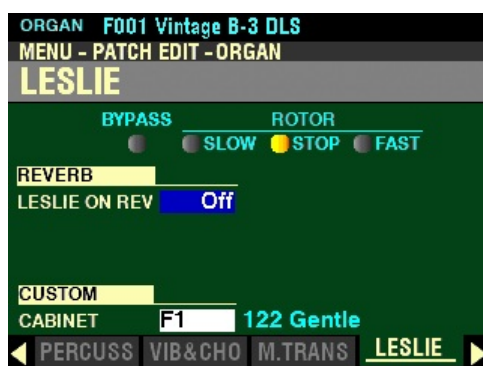 ORGAN F001 Vintage B-3 DLS
MENU - PATCH EDIT - ORGAN
LESLIE
BYPASS ROTOR
SLOW STOP FAST
REVERB
LESLIE ON REV Off
CUSTOM
CABINET F1 122 Gentle
PERCUSS VIB&CHO M.TRANS LESLIE